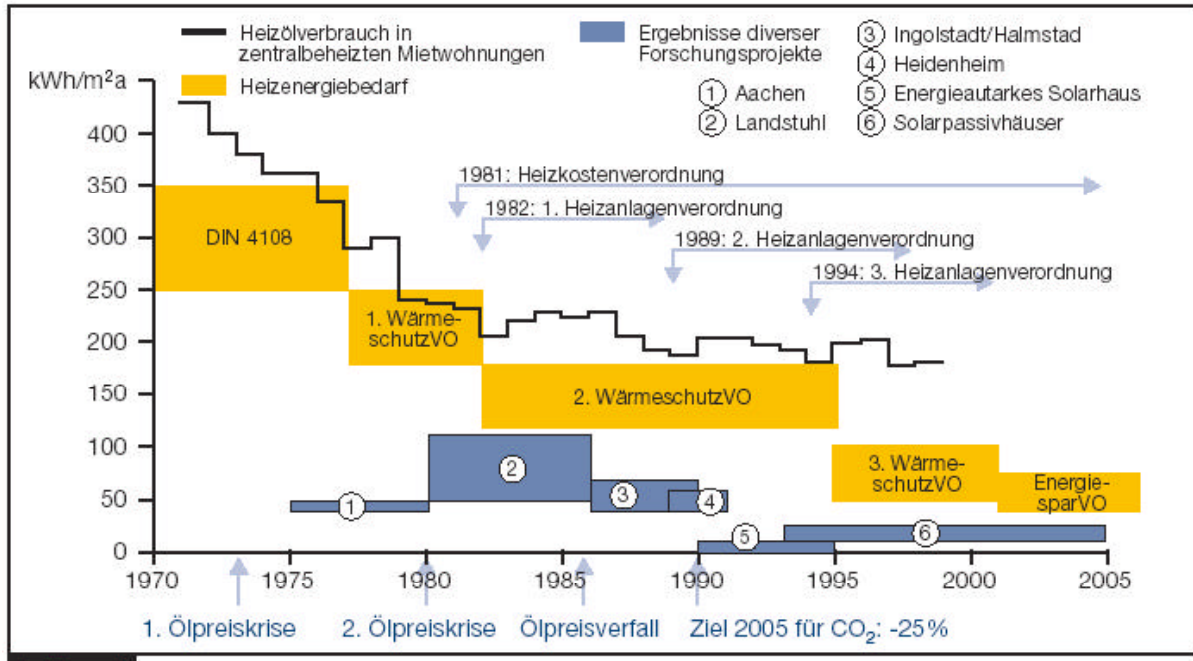 Heizölverbrauch in
zentralbeheizten Mietwohnungen
Heizenergiebedarf
Ergebnisse diverser
Forschungsprojekte
① Aachen
② Landstuhl
③ Ingolstadt/Halmstad
④ Heidenheim
⑤ Energieautarkes Solarhaus
⑥ Solarpassivhäuser
kWh/m²a
400
350
300
250
200
150
100
50
0
1981: Heizkostenverordnung
1982: 1. Heizanlagenverordnung
1989: 2. Heizanlagenverordnung
1994: 3. Heizanlagenverordnung
DIN 4108
1. Wärme-
schutzVO
2. WärmeschutzVO
3. Wärme-
schutzVO
Energie-
sparVO
①
②
③
④
⑤
⑥
1970 1975 1980 1985 1990 1995 2000 2005
1. Ölpreiskrise 2. Ölpreiskrise Ölpreisverfall Ziel 2005 für CO₂: -25%